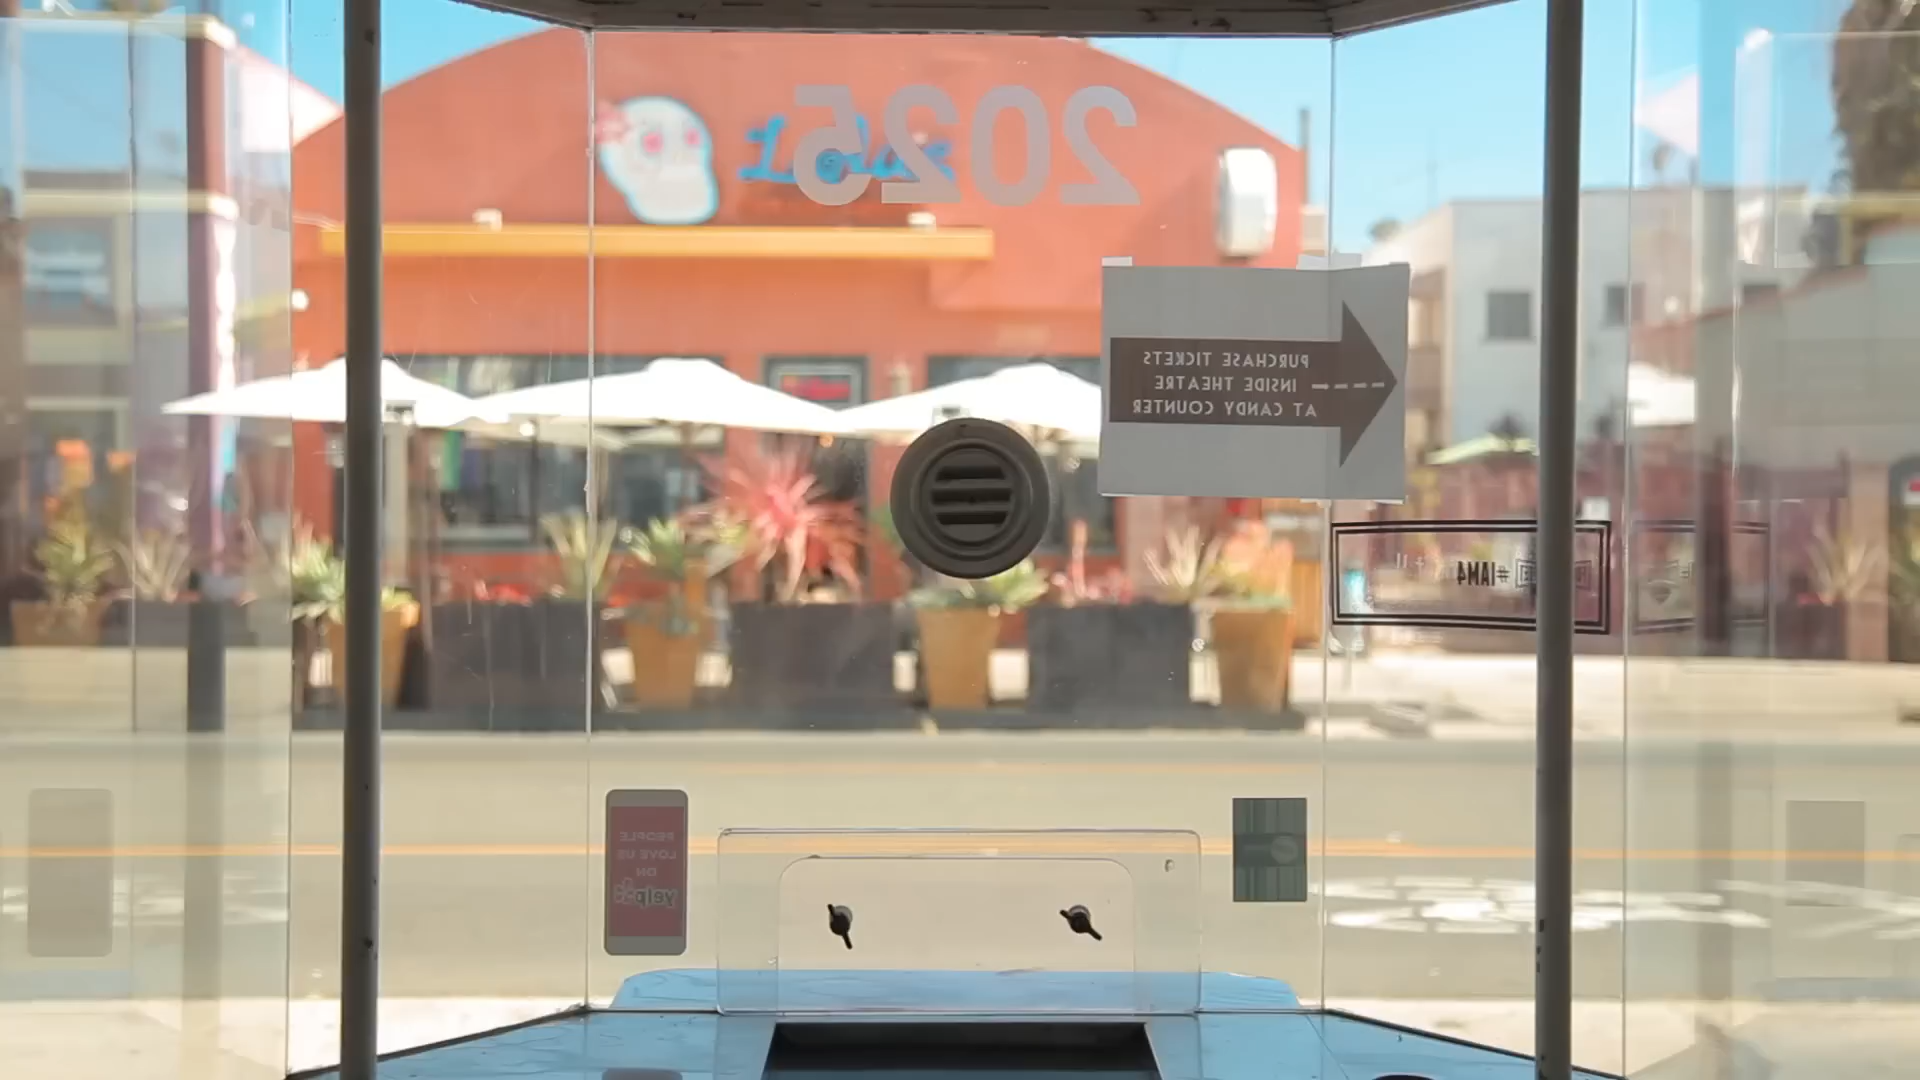 2025
PURCHASE TICKETS
INSIDE THEATRE
AT CANDY COUNTER
#IAM4
PEOPLE
LOVE US
ON
yelp